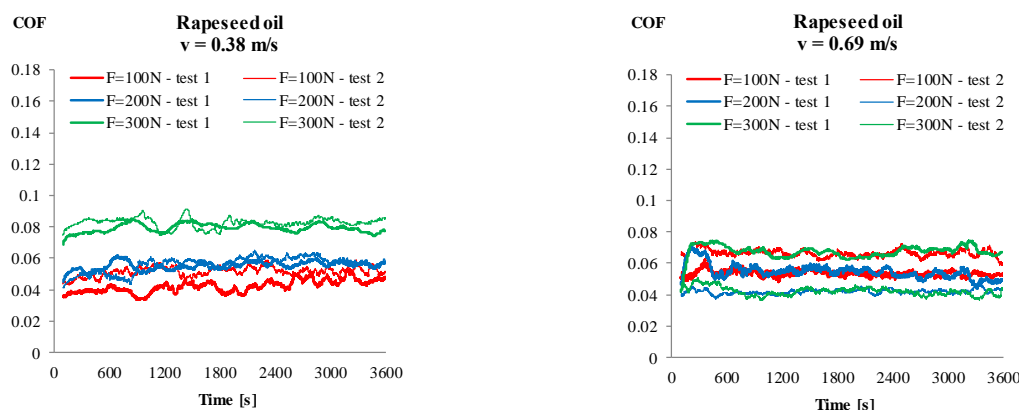 COF
Rapeseed oil
v = 0.38 m/s
0.18
0.16
0.14
0.12
0.1
0.08
0.06
0.04
0.02
0
F=100N - test 1
F=100N - test 2
F=200N - test 1
F=200N - test 2
F=300N - test 1
F=300N - test 2
0 600 1200 1800 2400 3000 3600
Time [s]
COF
Rapeseed oil
v = 0.69 m/s
0.18
0.16
0.14
0.12
0.1
0.08
0.06
0.04
0.02
0
F=100N - test 1
F=100N - test 2
F=200N - test 1
F=200N - test 2
F=300N - test 1
F=300N - test 2
0 600 1200 1800 2400 3000 3600
Time [s]